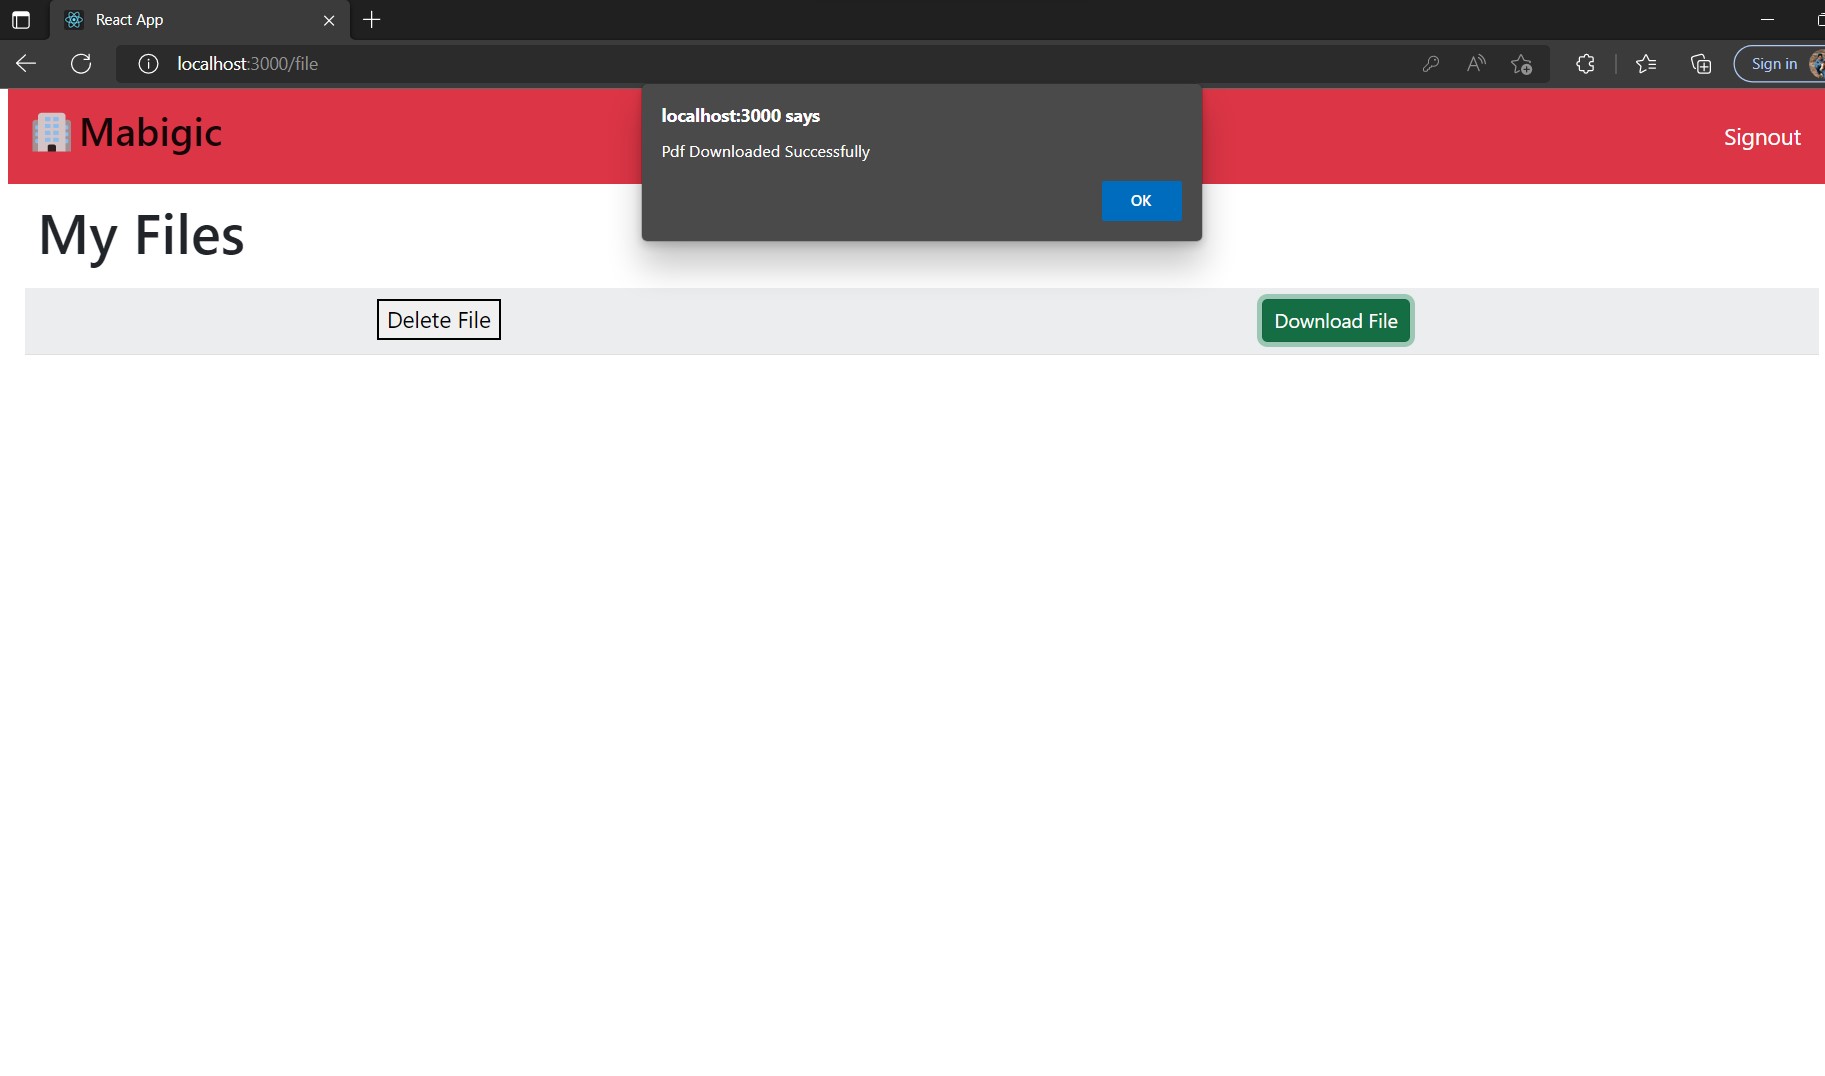 React App
localhost:3000/file
Sign in
Mabigic
localhost:3000 says
Pdf Downloaded Successfully
OK
Signout
My Files
Delete File
Download File